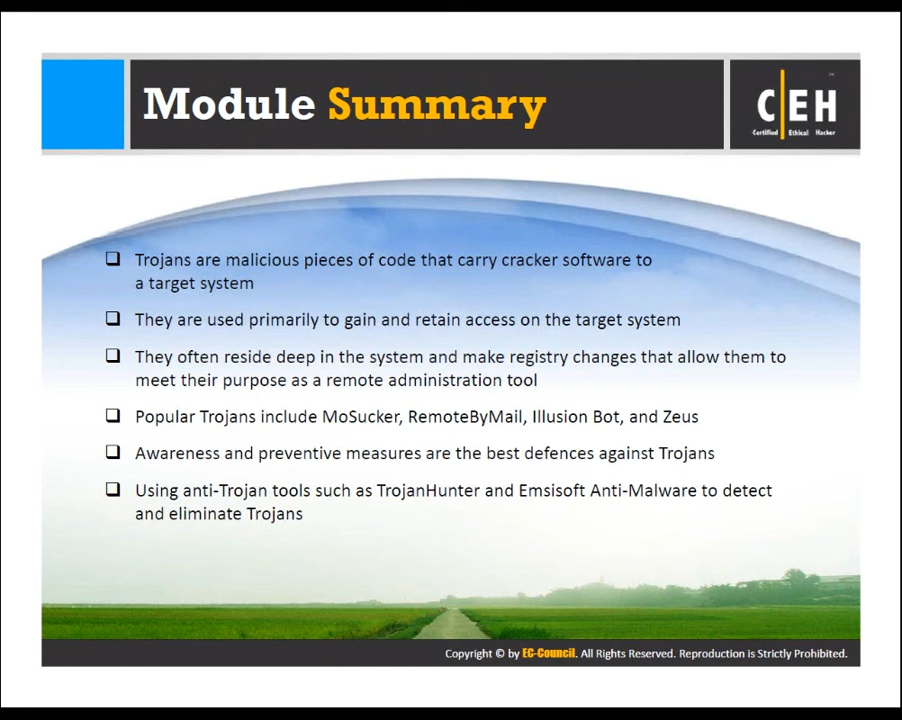 Module Summary
™
CEH
Certified Ethical Hacker
❑ Trojans are malicious pieces of code that carry cracker software to
a target system
❑ They are used primarily to gain and retain access on the target system
❑ They often reside deep in the system and make registry changes that allow them to
meet their purpose as a remote administration tool
❑ Popular Trojans include MoSucker, RemoteByMail, Illusion Bot, and Zeus
❑ Awareness and preventive measures are the best defences against Trojans
❑ Using anti-Trojan tools such as TrojanHunter and Emsisoft Anti-Malware to detect
and eliminate Trojans
Copyright © by EC-Council. All Rights Reserved. Reproduction is Strictly Prohibited.